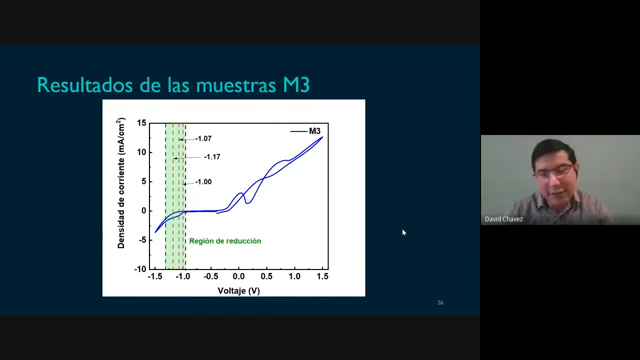 Resultados de las muestras M3
15
10
5
0
-5
-10
Densidad de corriente (mA/cm²)
M3
-1.07
-1.17
-1.00
Región de reducción
-1.5
-1.0
-0.5
0.0
0.5
1.0
1.5
Voltaje (V)
26
David Chavez